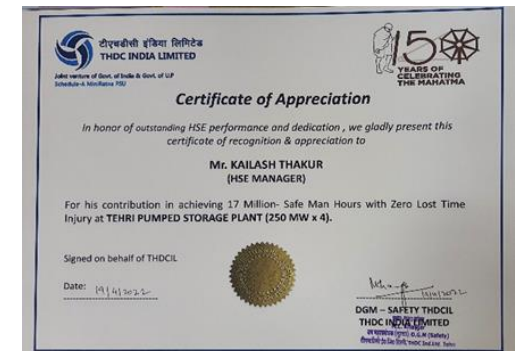 टीएचडीसी इंडिया लिमिटेड
THDC INDIA LIMITED
Joint venture of Govt. of India & Govt. of U.P
Schedule-A MiniRatna PSU
150
YEARS OF
CELEBRATING
THE MAHATMA
Certificate of Appreciation
In honor of outstanding HSE performance and dedication , we gladly present this
certificate of recognition & appreciation to
Mr. KAILASH THAKUR
(HSE MANAGER)
For his contribution in achieving 17 Million- Safe Man Hours with Zero Lost Time
Injury at TEHRI PUMPED STORAGE PLANT (250 MW x 4).
Signed on behalf of THDCIL
Date: 19/4/2022
19/4/2022
DGM – SAFETY THDCIL
THDC INDIA LIMITED
D.G.M (Safety)